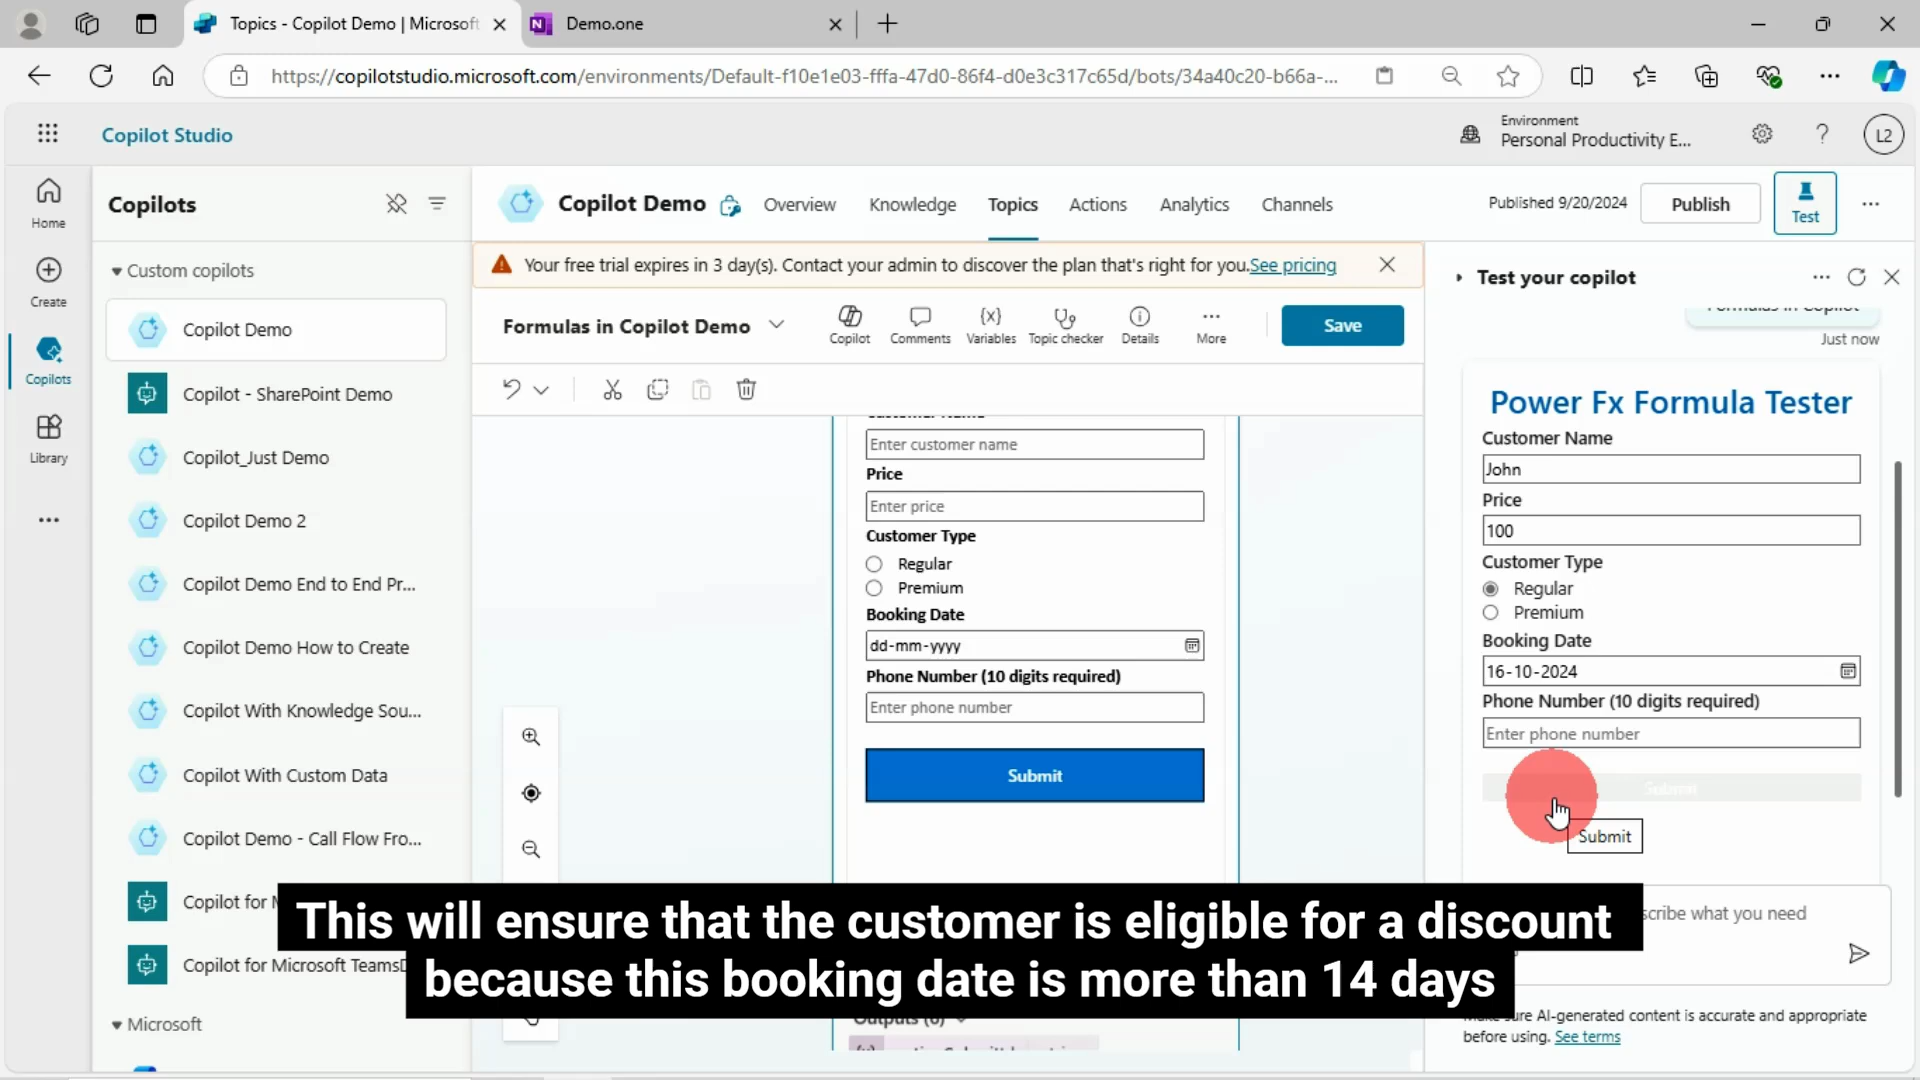 Topics - Copilot Demo | Microsoft
Demo.one
https://copilotstudio.microsoft.com/environments/Default-f10e1e03-fffa-47d0-86f4-d0e3c317c65d/bots/34a40c20-b66a-...
Copilot Studio
Environment
Personal Productivity E...
L2
Home
Create
Copilots
Library
Copilots
Custom copilots
Copilot Demo
Copilot - SharePoint Demo
Copilot_Just Demo
Copilot Demo 2
Copilot Demo End to End Pr...
Copilot Demo How to Create
Copilot With Knowledge Sou...
Copilot With Custom Data
Copilot Demo - Call Flow Fro...
Copilot for
Copilot for Microsoft Teams
Microsoft
Copilot Demo
Overview
Knowledge
Topics
Actions
Analytics
Channels
Published 9/20/2024
Publish
Test
Your free trial expires in 3 day(s). Contact your admin to discover the plan that's right for you. See pricing
Formulas in Copilot Demo
Copilot
Comments
{x}
Variables
Topic checker
Details
More
Save
Customer Name
Enter customer name
Price
Enter price
Customer Type
Regular
Premium
Booking Date
dd-mm-yyyy
Phone Number (10 digits required)
Enter phone number
Submit
Outputs (6)
Test your copilot
Formulas in Copilot
Just now
Power Fx Formula Tester
Customer Name
John
Price
100
Customer Type
Regular
Premium
Booking Date
16-10-2024
Phone Number (10 digits required)
Enter phone number
Submit
Submit
what you need
Make sure AI-generated content is accurate and appropriate
before using. See terms
This will ensure that the customer is eligible for a discount
because this booking date is more than 14 days